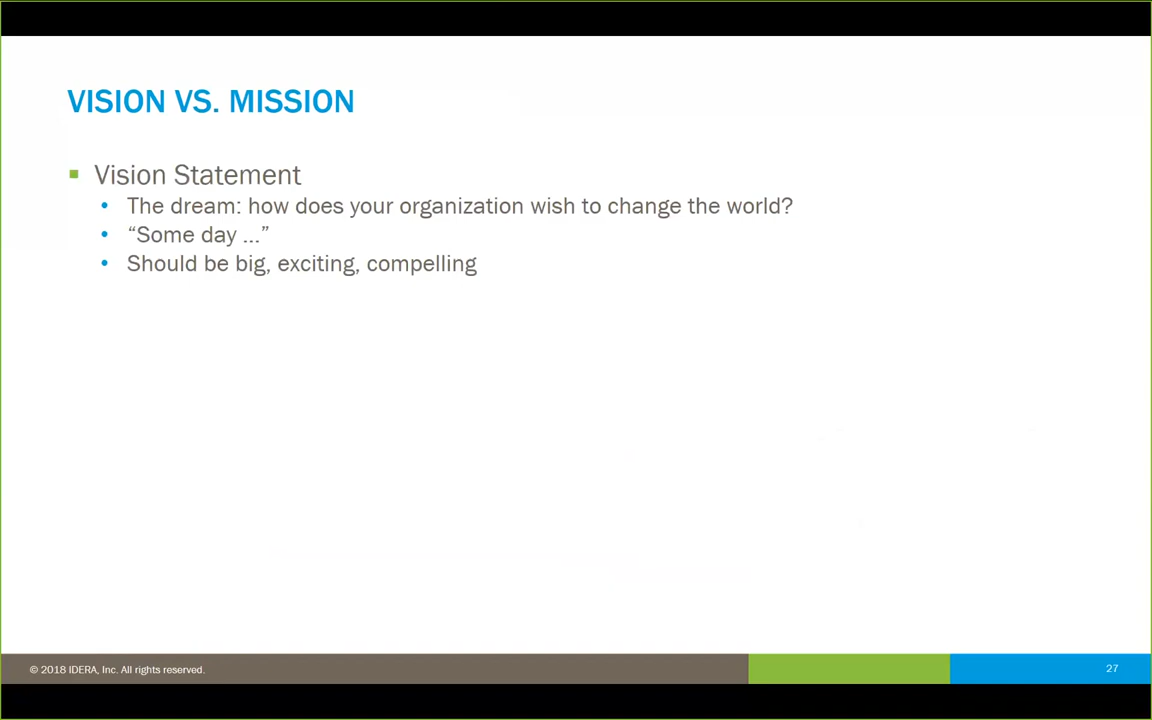 VISION VS. MISSION
Vision Statement
• The dream: how does your organization wish to change the world?
• “Some day ...”
• Should be big, exciting, compelling
© 2018 IDERA, Inc. All rights reserved.
27